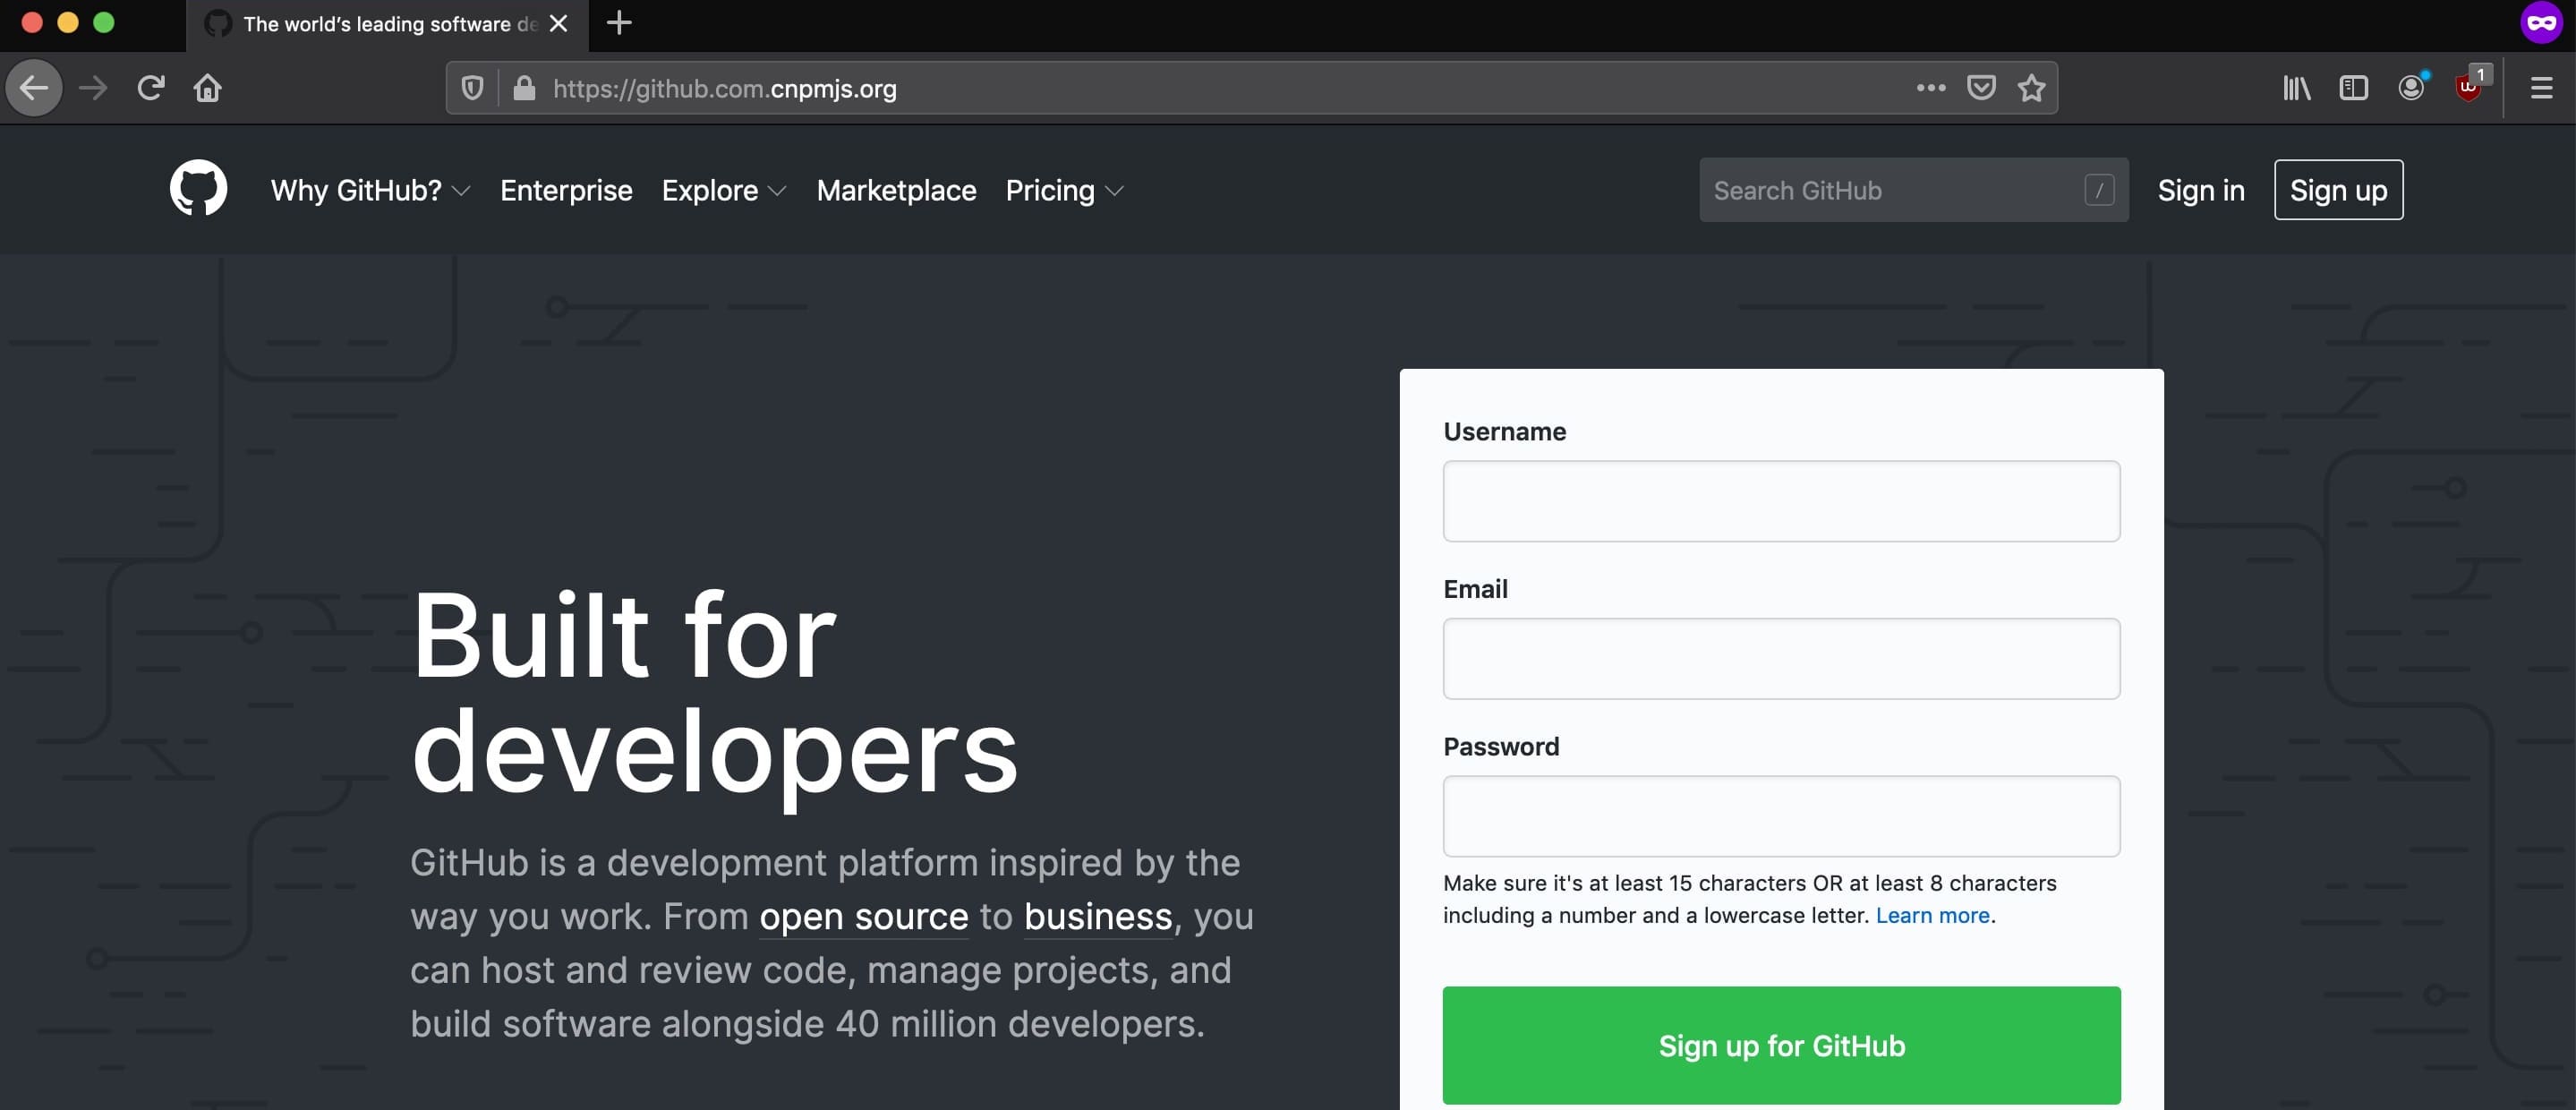 The world’s leading software de
https://github.com.cnpmjs.org
1
Why GitHub? Enterprise Explore Marketplace Pricing
Search GitHub / Sign in Sign up
Built for
developers
GitHub is a development platform inspired by the
way you work. From open source to business, you
can host and review code, manage projects, and
build software alongside 40 million developers.
Username
Email
Password
Make sure it's at least 15 characters OR at least 8 characters
including a number and a lowercase letter. Learn more.
Sign up for GitHub